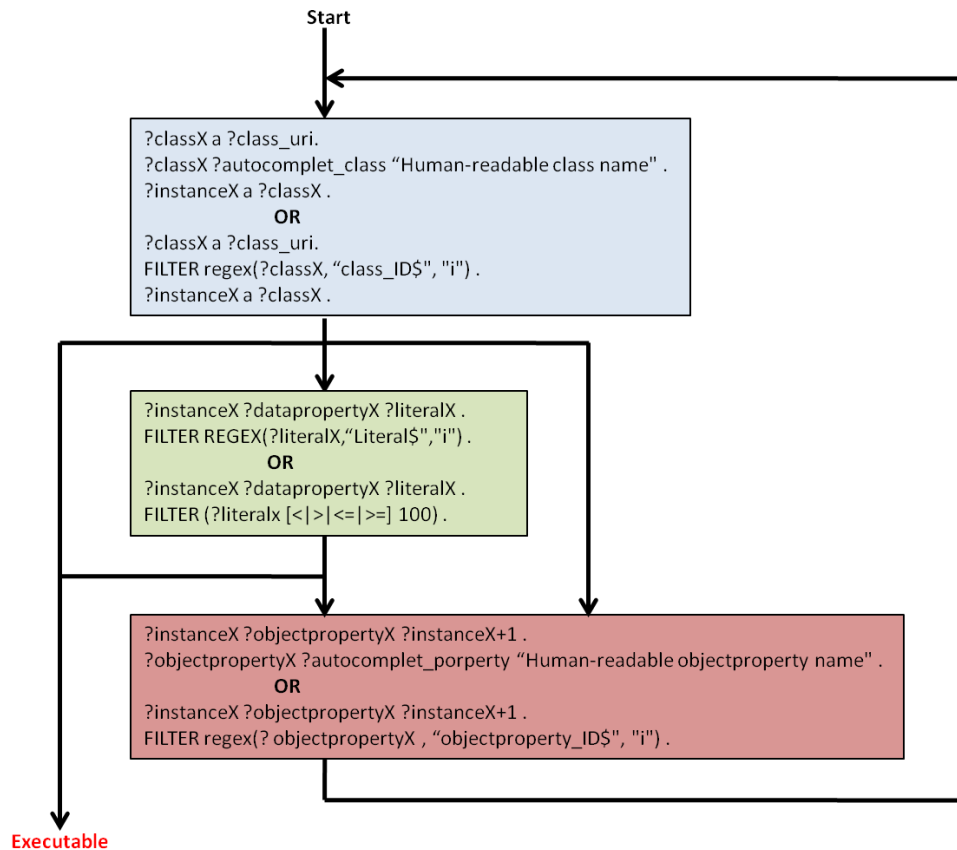 Start
?classX a ?class_uri.
?classX ?autocomplet_class “Human-readable class name" .
?instanceX a ?classX .
OR
?classX a ?class_uri.
FILTER regex(?classX, “class_ID$", "i") .
?instanceX a ?classX .
?instanceX ?datapropertyX ?literalX .
FILTER REGEX(?literalX,“Literal$","i") .
OR
?instanceX ?datapropertyX ?literalX .
FILTER (?literalx [<|>|<=|>=] 100) .
?instanceX ?objectpropertyX ?instanceX+1 .
?objectpropertyX ?autocomplet_porperty “Human-readable objectproperty name" .
OR
?instanceX ?objectpropertyX ?instanceX+1 .
FILTER regex(? objectpropertyX , “objectproperty_ID$", "i") .
Executable